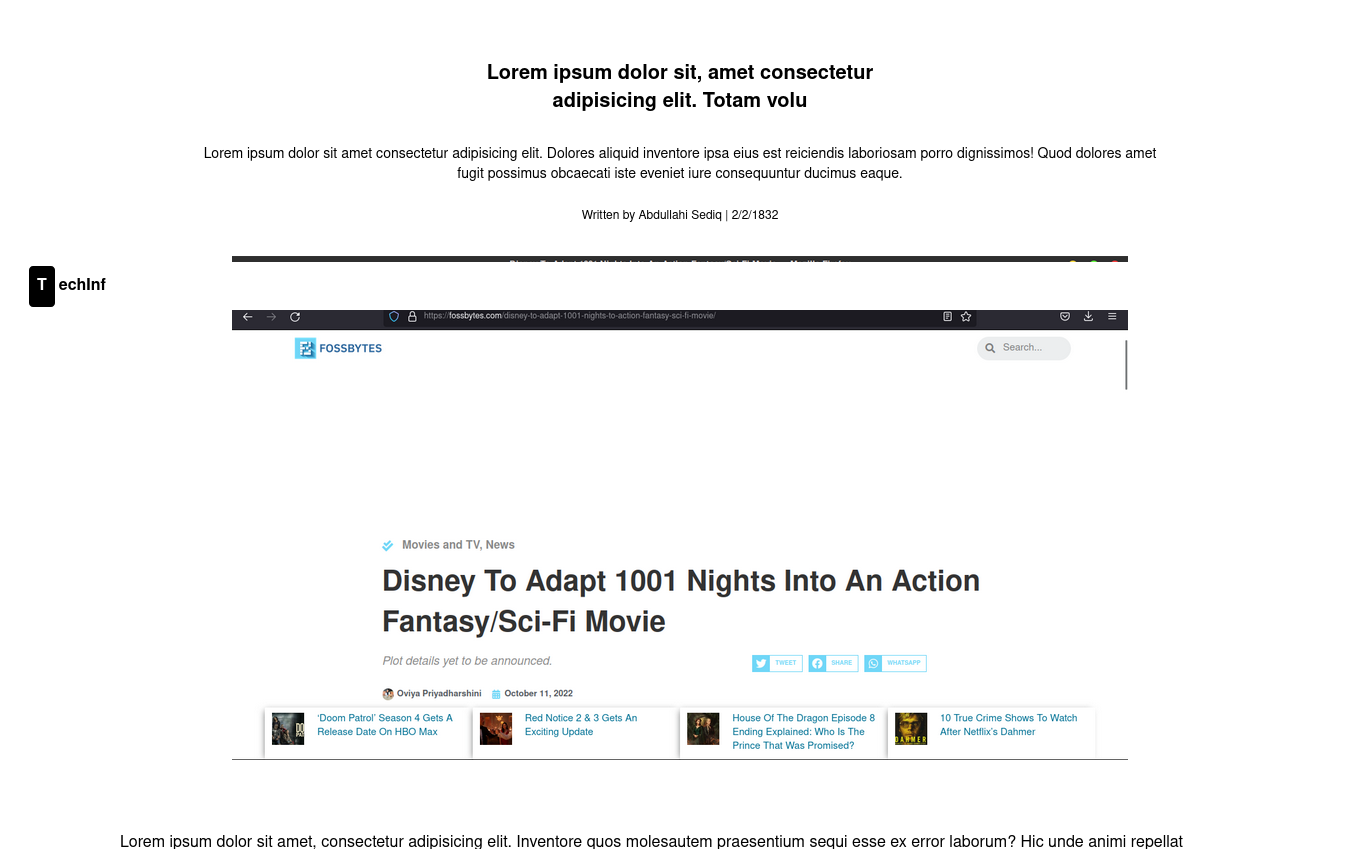 Lorem ipsum dolor sit, amet consectetur
adipisicing elit. Totam volu
Lorem ipsum dolor sit amet consectetur adipisicing elit. Dolores aliquid inventore ipsa eius est reiciendis laboriosam porro dignissimos! Quod dolores amet
fugit possimus obcaecati iste eveniet iure consequuntur ducimus eaque.
Written by Abdullahi Sediq | 2/2/1832
TechInf
https://fossbytes.com/disney-to-adapt-1001-nights-to-action-fantasy-sci-fi-movie/
FOSSBYTES
Search...
Movies and TV, News
Disney To Adapt 1001 Nights Into An Action
Fantasy/Sci-Fi Movie
Plot details yet to be announced.
TWEET
SHARE
WHATSAPP
Oviya Priyadharshini
October 11, 2022
‘Doom Patrol’ Season 4 Gets A
Release Date On HBO Max
Red Notice 2 & 3 Gets An
Exciting Update
House Of The Dragon Episode 8
Ending Explained: Who Is The
Prince That Was Promised?
DAHMER
10 True Crime Shows To Watch
After Netflix’s Dahmer
Lorem ipsum dolor sit amet, consectetur adipisicing elit. Inventore quos molesautem praesentium sequi esse ex error laborum? Hic unde animi repellat